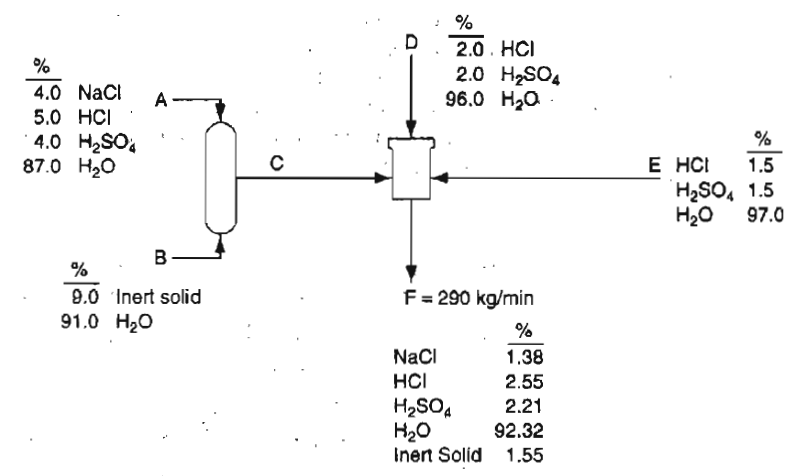 %
4.0 NaCl
5.0 HCl
4.0 H₂SO₄
87.0 H₂O
A
C
B
%
9.0 Inert solid
91.0 H₂O
D
%
2.0 HCl
2.0 H₂SO₄
96.0 H₂O
%
E HCl 1.5
H₂SO₄ 1.5
H₂O 97.0
F = 290 kg/min
%
NaCl 1.38
HCl 2.55
H₂SO₄ 2.21
H₂O 92.32
Inert Solid 1.55